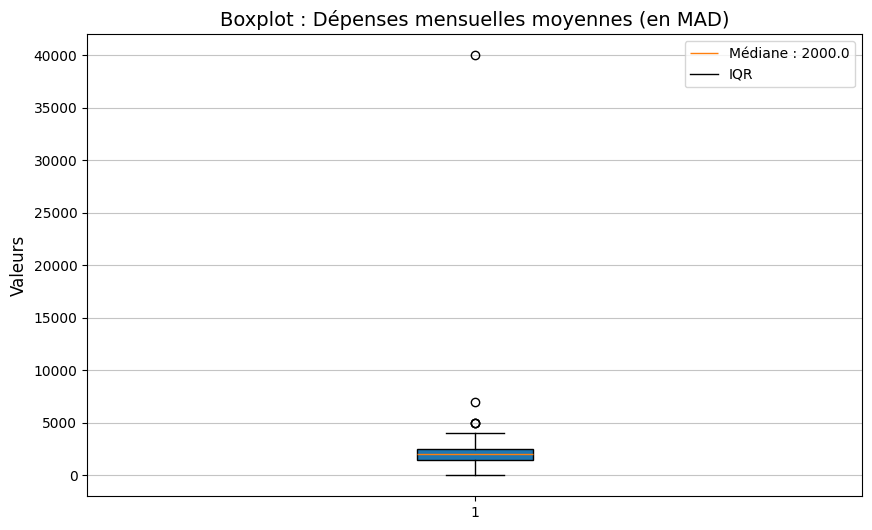 Boxplot : Dépenses mensuelles moyennes (en MAD)
Médiane : 2000.0
IQR
40000
35000
30000
25000
20000
15000
10000
5000
0
Valeurs
1